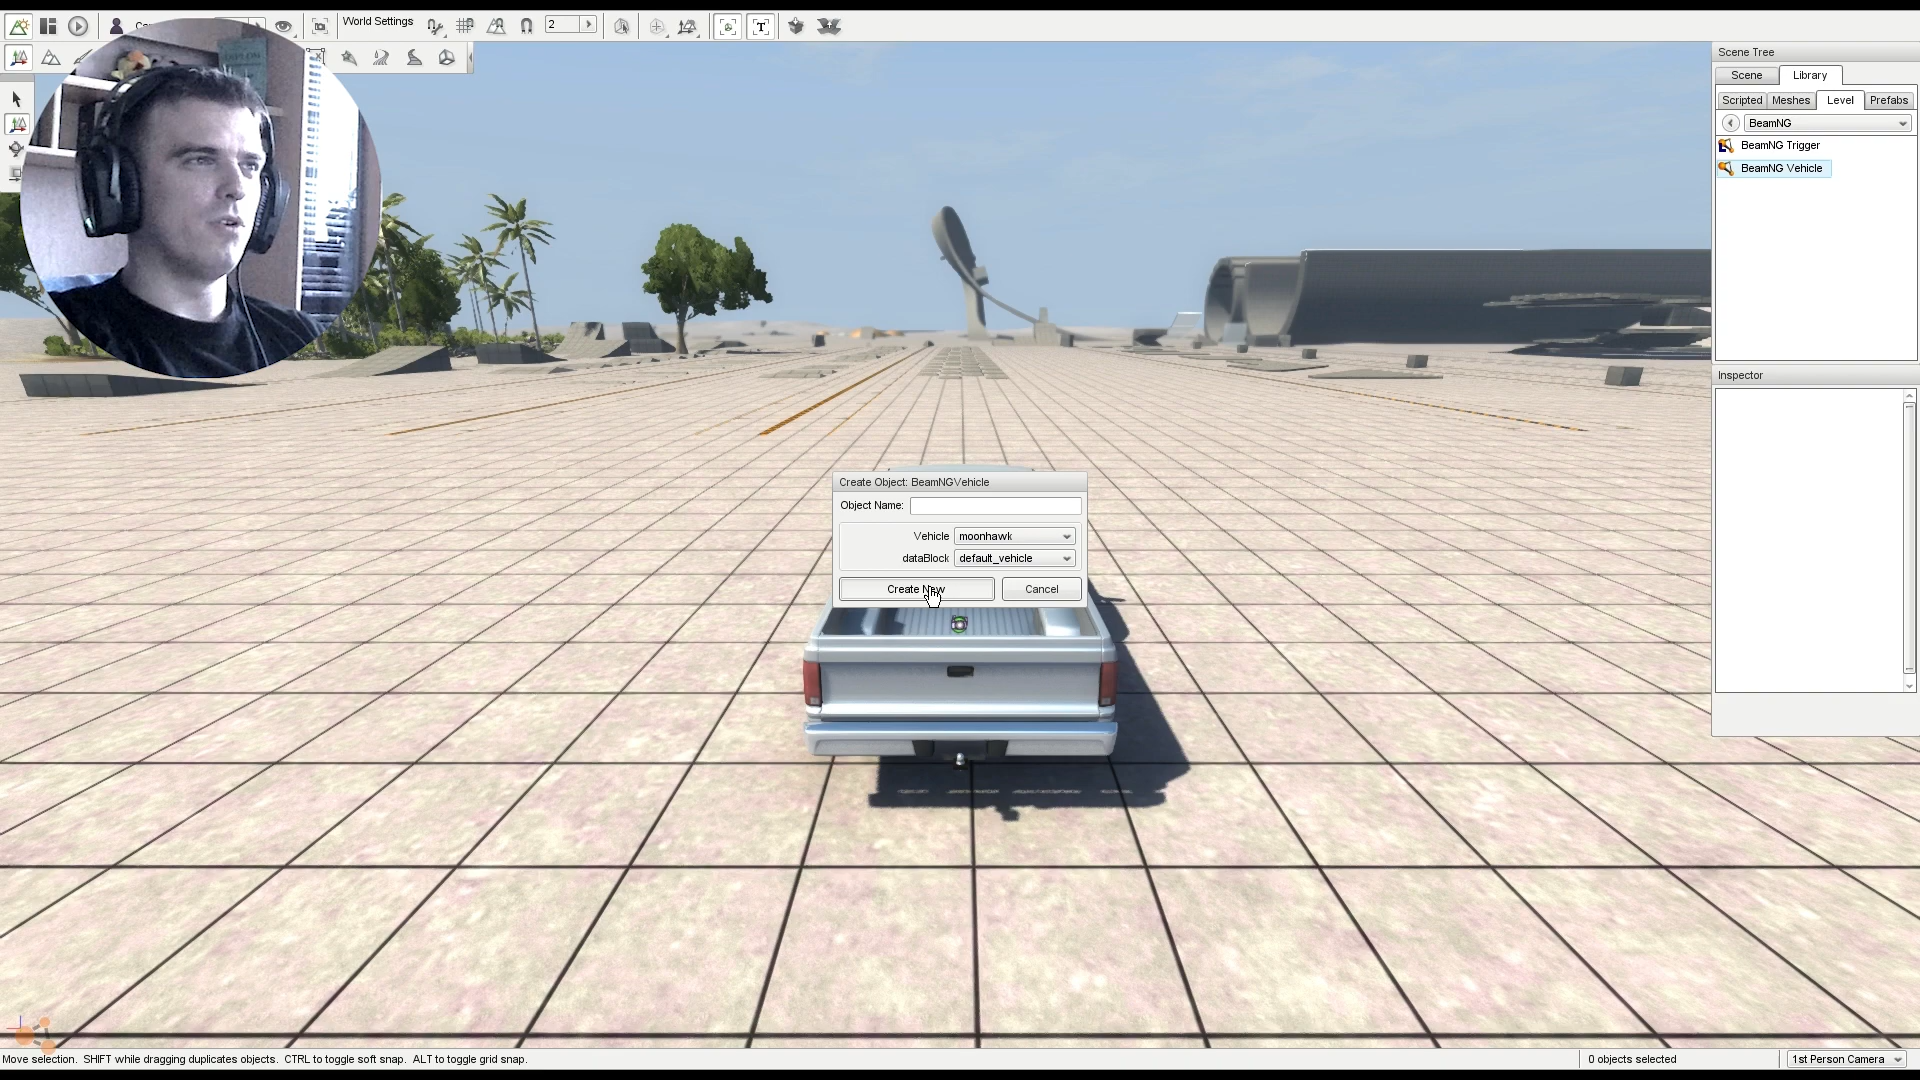 World Settings
2
Scene Tree
Scene
Library
Scripted
Meshes
Level
Prefabs
BeamNG
BeamNG Trigger
BeamNG Vehicle
Inspector
Create Object: BeamNGVehicle
Object Name:
Vehicle
moonhawk
dataBlock
default_vehicle
Create New
Cancel
Move selection. SHIFT while dragging duplicates objects. CTRL to toggle soft snap. ALT to toggle grid snap.
0 objects selected
1st Person Camera